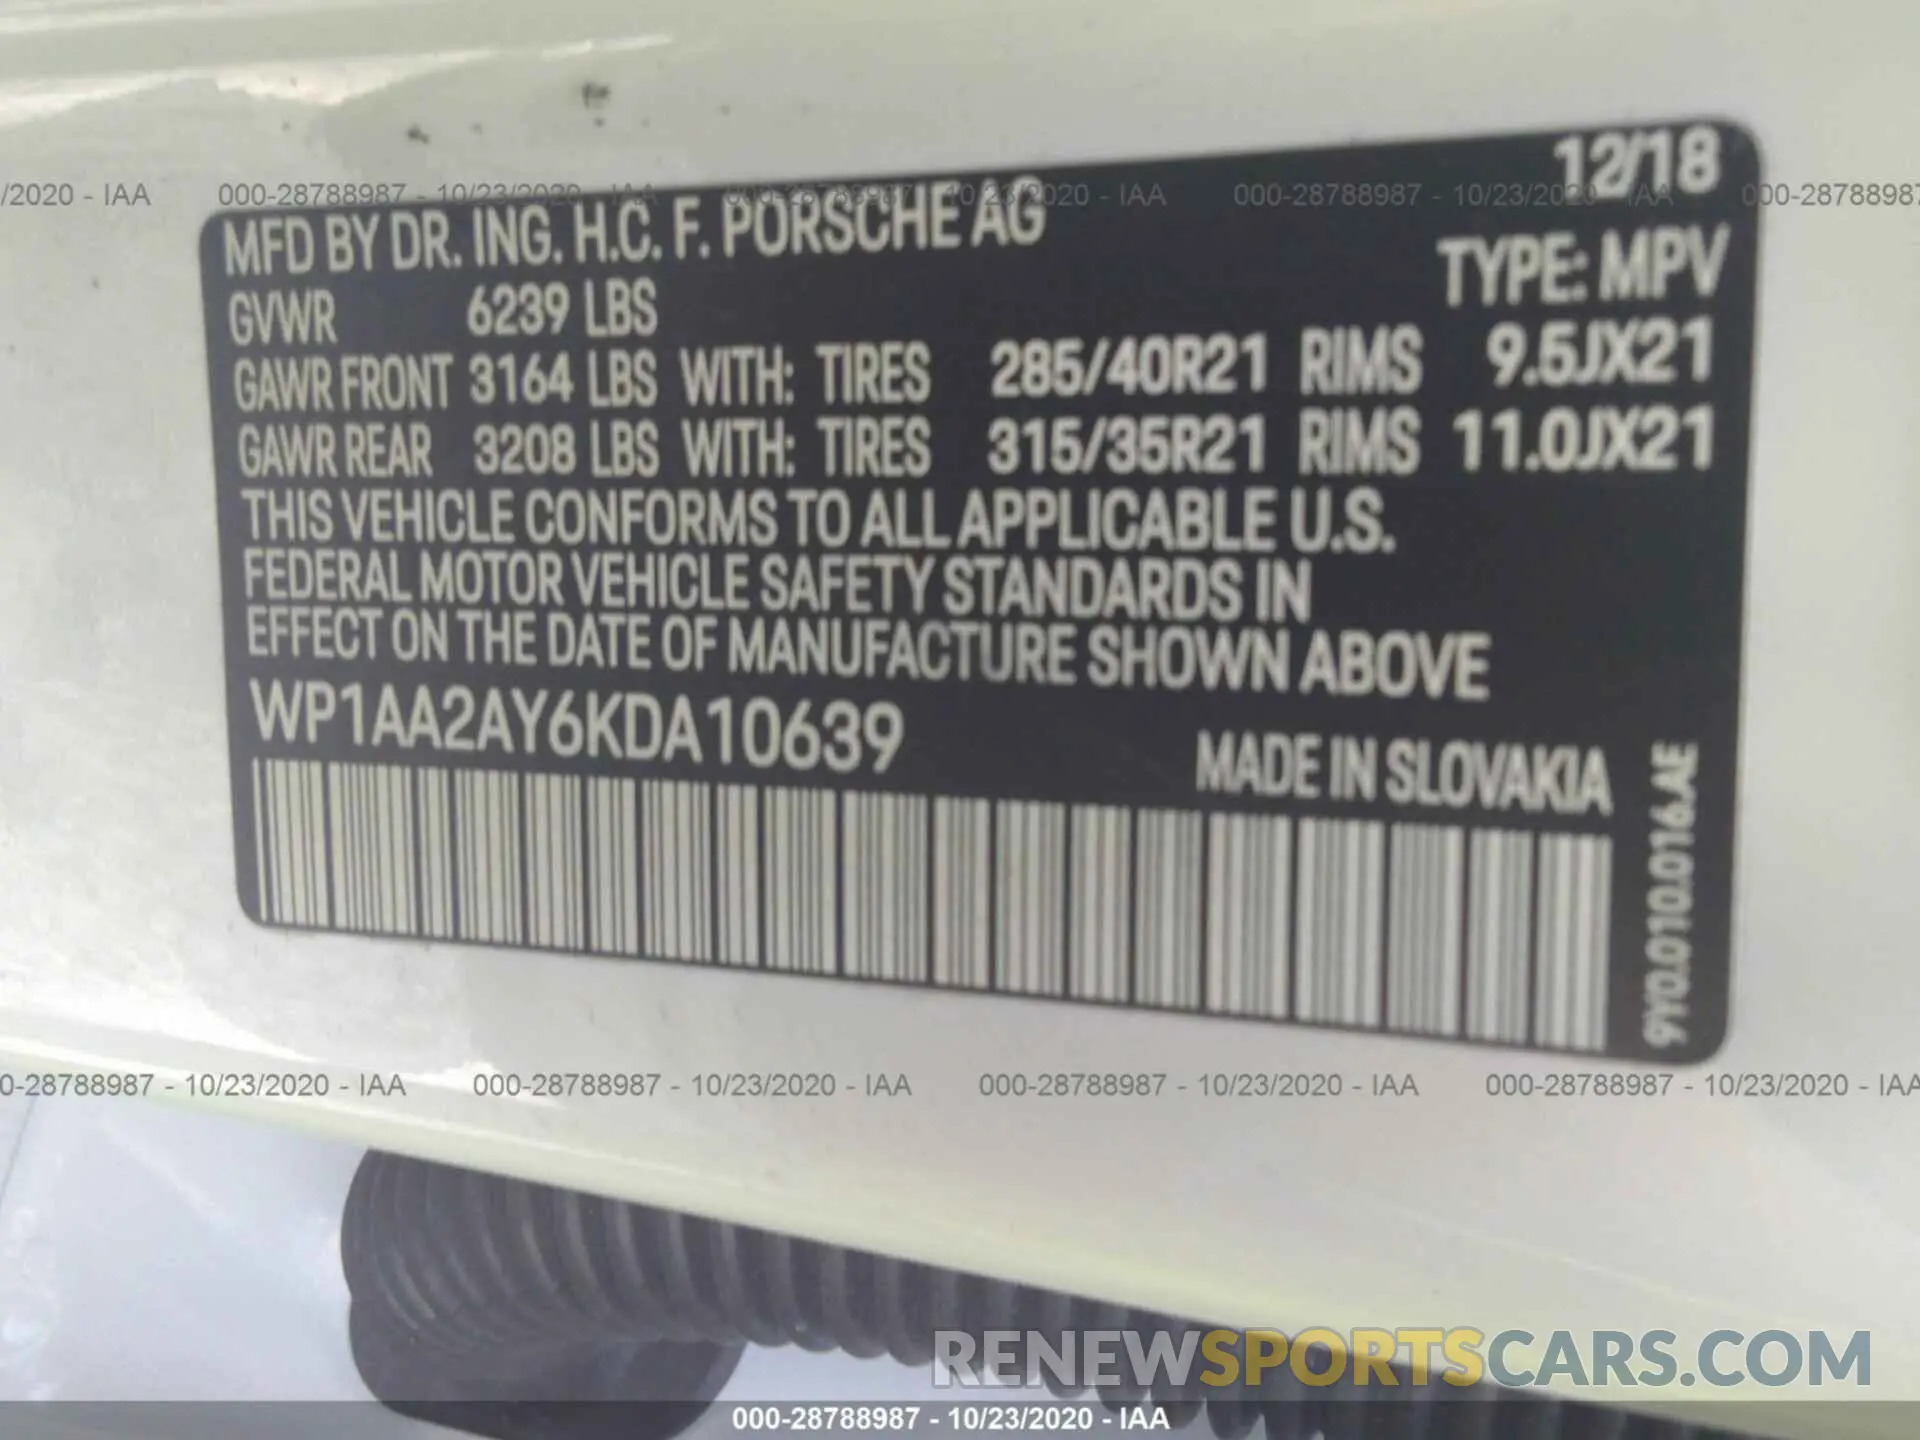 12/18
/2020 - IAA 000-28788987 - 10/23/2020 - IAA 000-28788987 - 10/23/2020 - IAA 000-28788987 - 10/23/2020 - IAA 000-28788987
MFD BY DR. ING. H.C. F. PORSCHE AG
TYPE: MPV
GVWR 6239 LBS
GAWR FRONT 3164 LBS WITH: TIRES 285/40R21 RIMS 9.5JX21
GAWR REAR 3208 LBS WITH: TIRES 315/35R21 RIMS 11.0JX21
THIS VEHICLE CONFORMS TO ALL APPLICABLE U.S.
FEDERAL MOTOR VEHICLE SAFETY STANDARDS IN
EFFECT ON THE DATE OF MANUFACTURE SHOWN ABOVE
WP1AA2AY6KDA10639
MADE IN SLOVAKIA
9Y0.010.016.AE
0-28788987 - 10/23/2020 - IAA 000-28788987 - 10/23/2020 - IAA 000-28788987 - 10/23/2020 - IAA 000-28788987 - 10/23/2020 - IAA
RENEWSPORTSCARS.COM
000-28788987 - 10/23/2020 - IAA